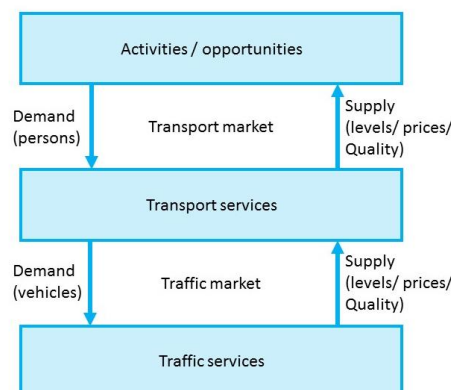 Activities / opportunities
Demand
(persons)
Transport market
Supply
(levels/ prices/
Quality)
Transport services
Demand
(vehicles)
Traffic market
Supply
(levels/ prices/
Quality)
Traffic services